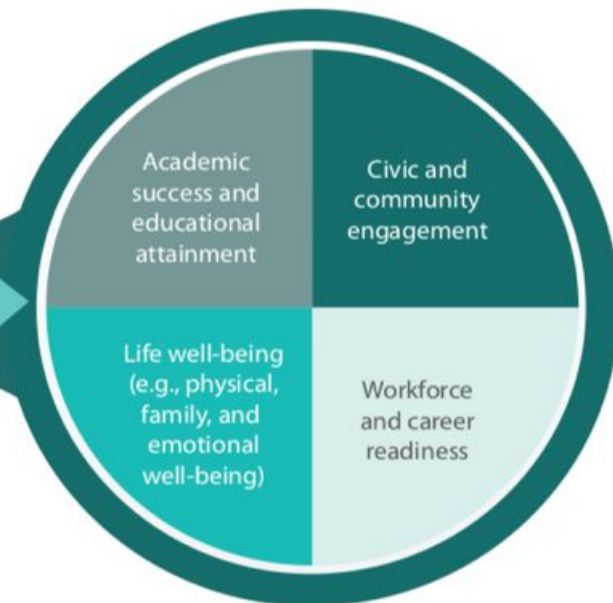 Academic
success and
educational
attainment
Civic and
community
engagement
Life well-being
(e.g., physical,
family, and
emotional
well-being)
Workforce
and career
readiness